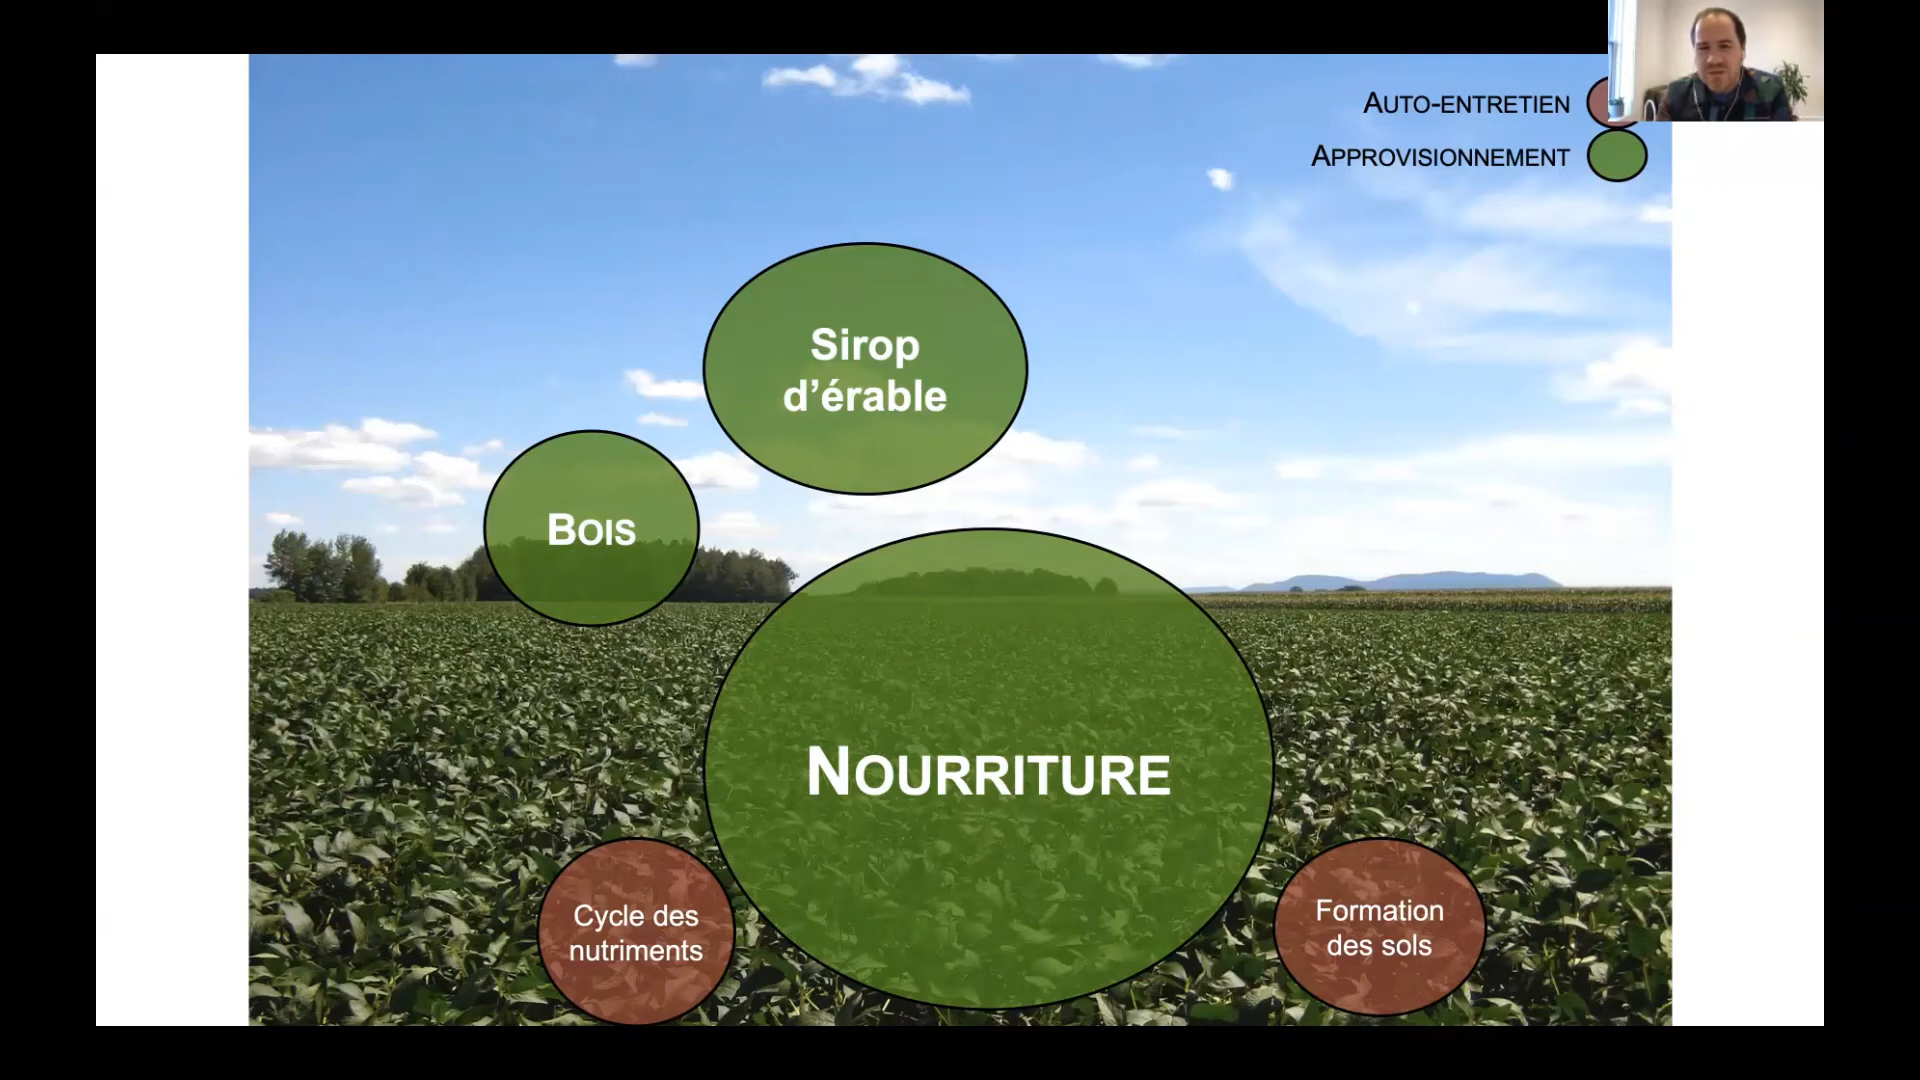 AUTO-ENTRETIEN
APPROVISIONNEMENT
Sirop
d’érable
BOIS
NOURRITURE
Cycle des
nutriments
Formation
des sols